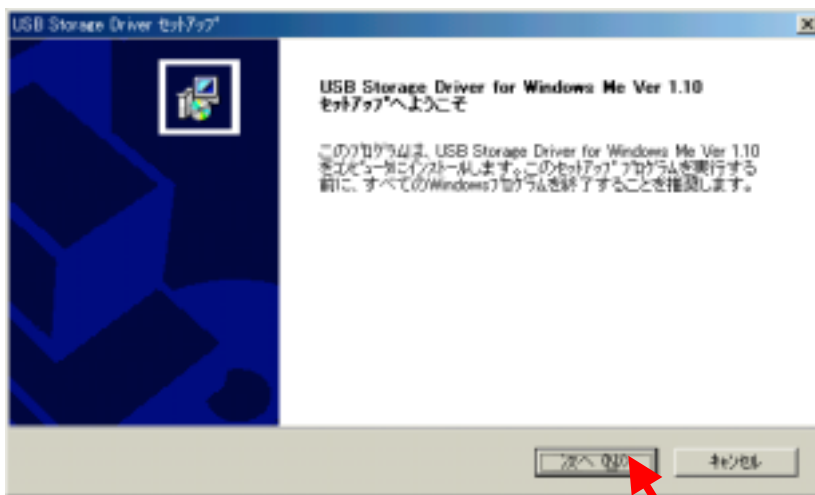 USB Storage Driver セットアップ
USB Storage Driver for Windows Me Ver 1.10
セットアップへようこそ
このプログラムは、USB Storage Driver for Windows Me Ver 1.10
をコンピュータにインストールします。このセットアップ プログラムを実行する
前に、すべてのWindowsプログラムを終了することを推奨します。
次へ
キャンセル